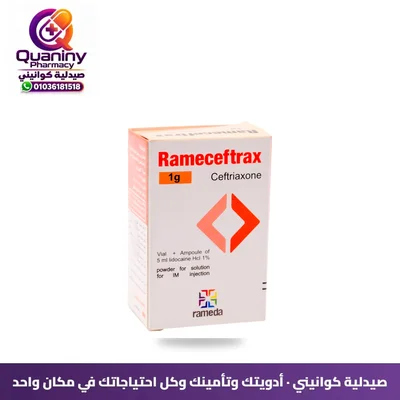 Quaniny
Pharmacy
صيدلية كوانيني
01036181518
Rameceftrax
Rameceftrax
1g
Ceftriaxone
Vial + Ampoule of
5 ml lidocaine Hcl 1%
powder for solution
for IM injection
rameda
صيدلية كوانيني - أدويتك وتأمينك وكل احتياجاتك في مكان واحد